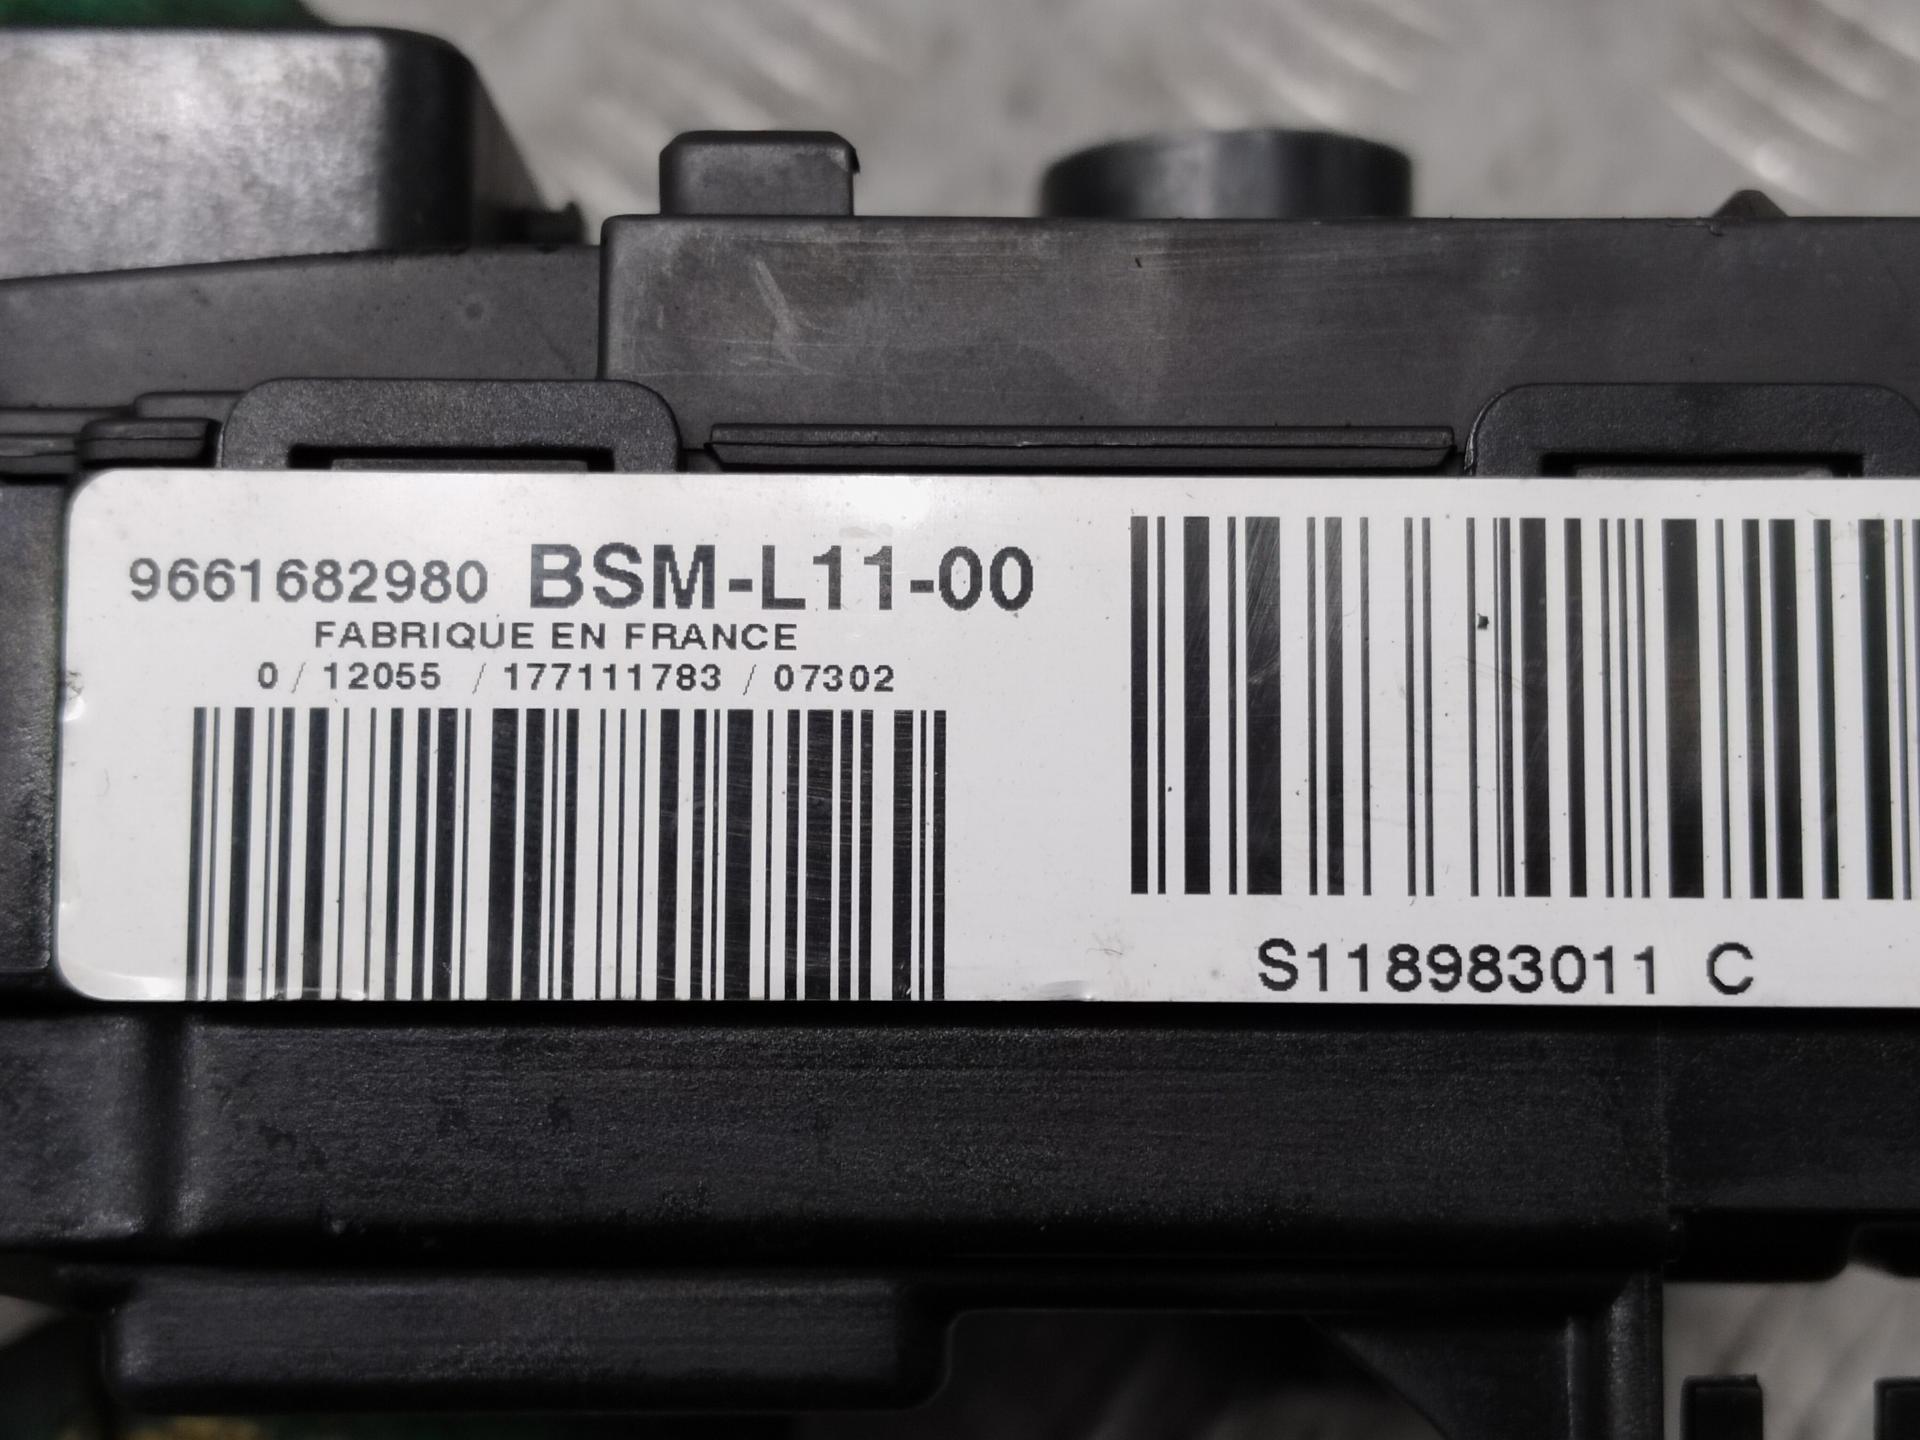 9661682980 BSM-L11-00
FABRIQUE EN FRANCE
0 / 12055 / 177111783 / 07302
S118983011 C